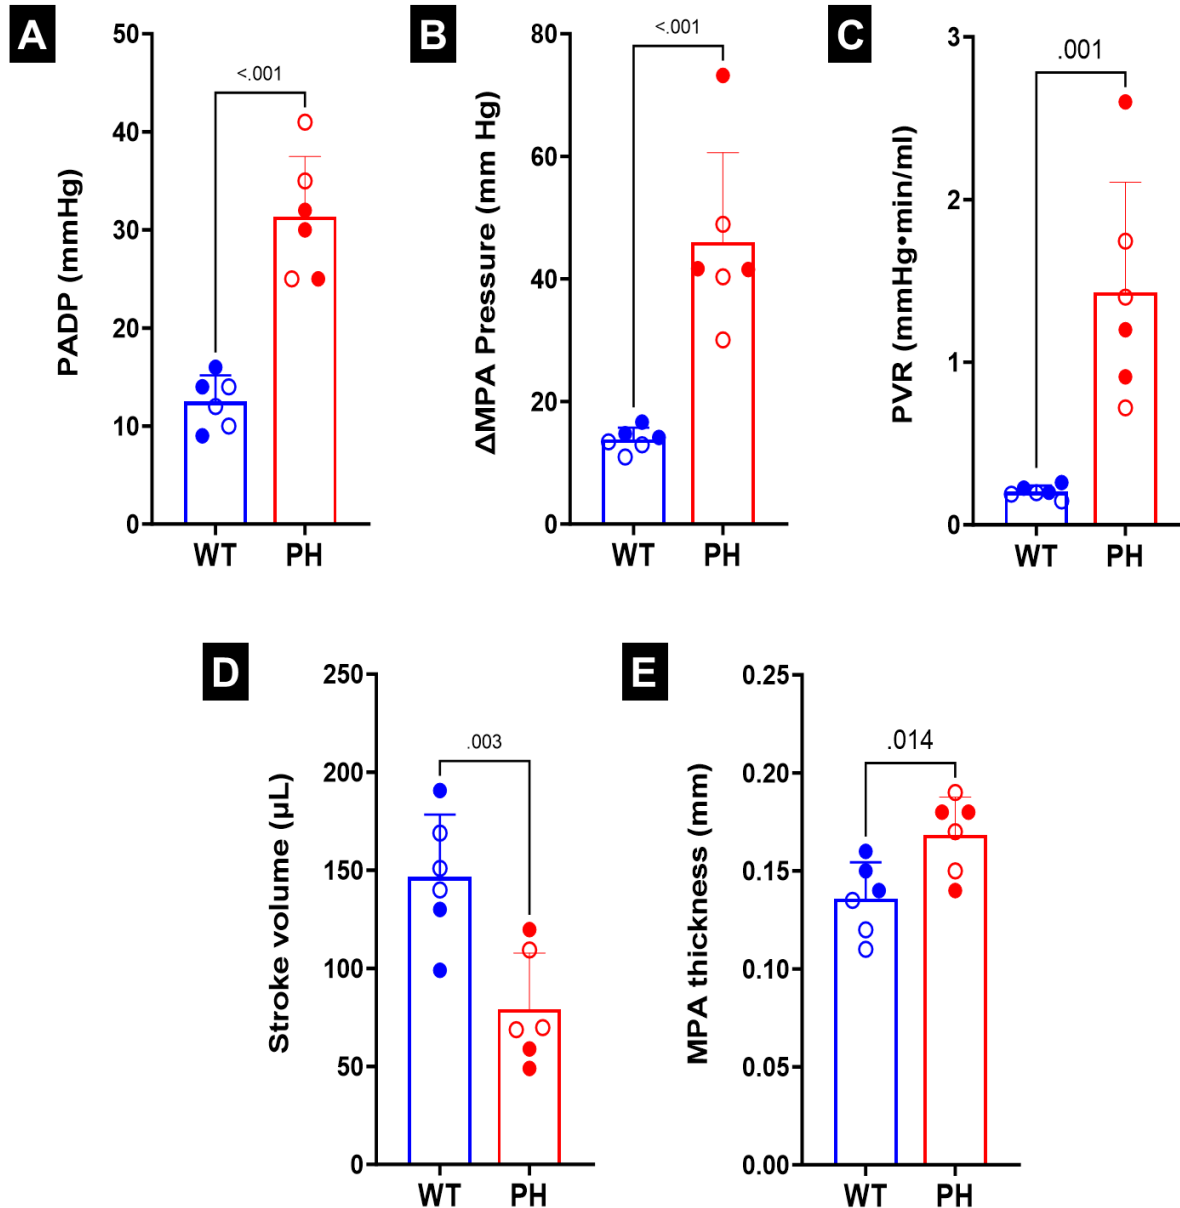 A
PADP (mmHg)
50
40
30
20
10
0
<.001
WT PH
B
ΔMPA Pressure (mm Hg)
80
60
40
20
0
<.001
WT PH
C
PVR (mmHg•min/ml)
3
2
1
0
.001
WT PH
D
Stroke volume (µL)
250
200
150
100
50
0
.003
WT PH
E
MPA thickness (mm)
0.25
0.20
0.15
0.10
0.05
0.00
.014
WT PH